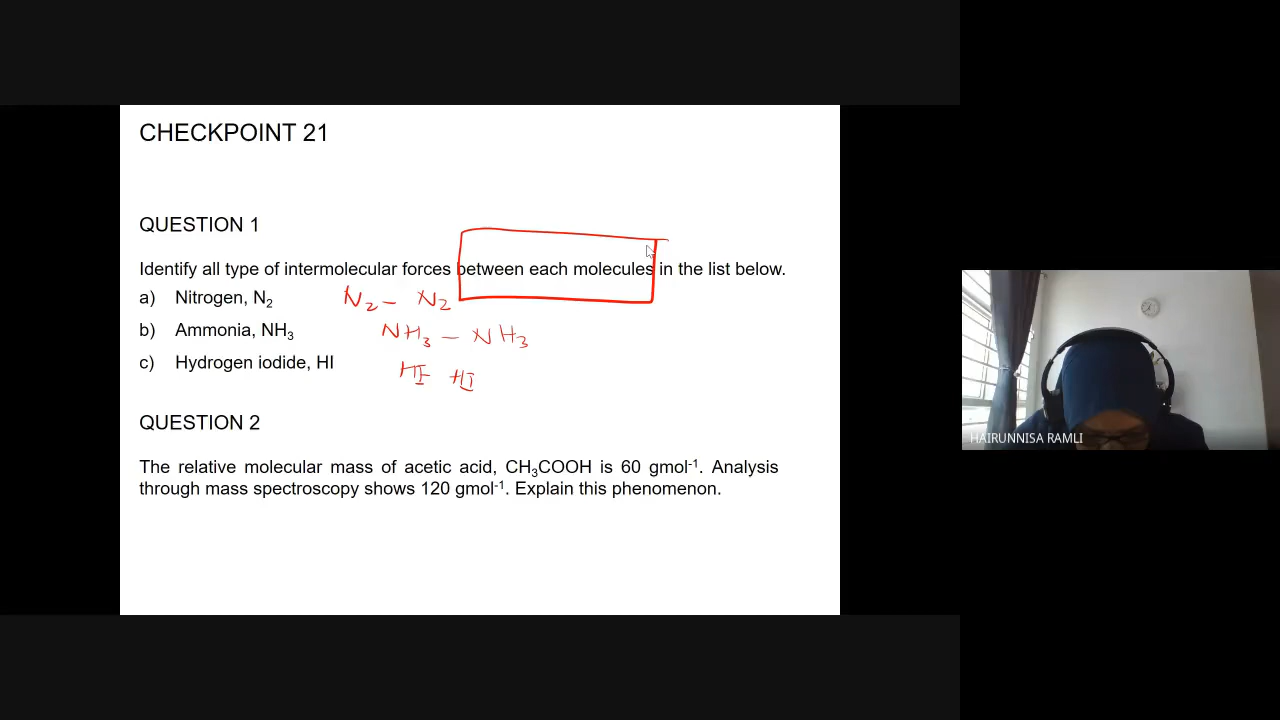 CHECKPOINT 21
QUESTION 1
Identify all type of intermolecular forces between each molecules in the list below.
a) Nitrogen, N₂ N₂ – N₂
b) Ammonia, NH₃ NH₃ – NH₃
c) Hydrogen iodide, HI HI HI
QUESTION 2
The relative molecular mass of acetic acid, CH₃COOH is 60 gmol⁻¹. Analysis
through mass spectroscopy shows 120 gmol⁻¹. Explain this phenomenon.
HAIRUNNISA RAMLI